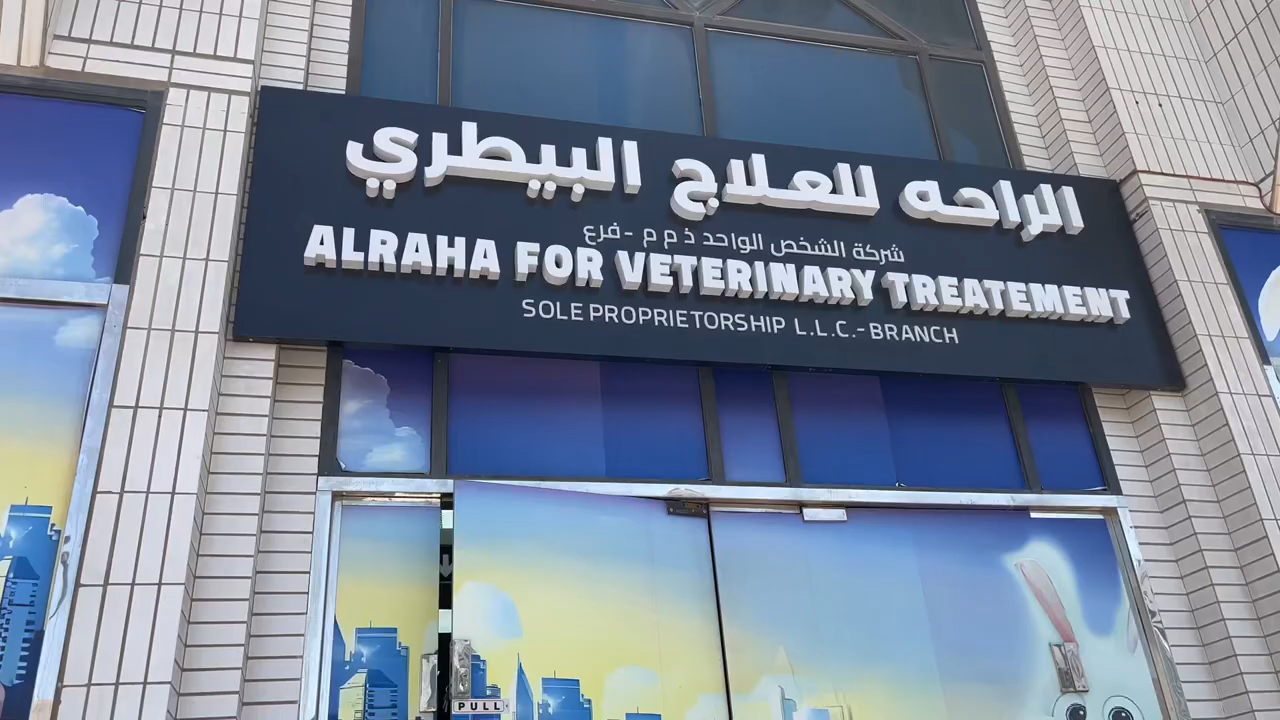 الراحه للعلاج البيطري
شركة الشخص الواحد ذ م م - فرع
ALRAHA FOR VETERINARY TREATEMENT
SOLE PROPRIETORSHIP L.L.C.-BRANCH
PULL